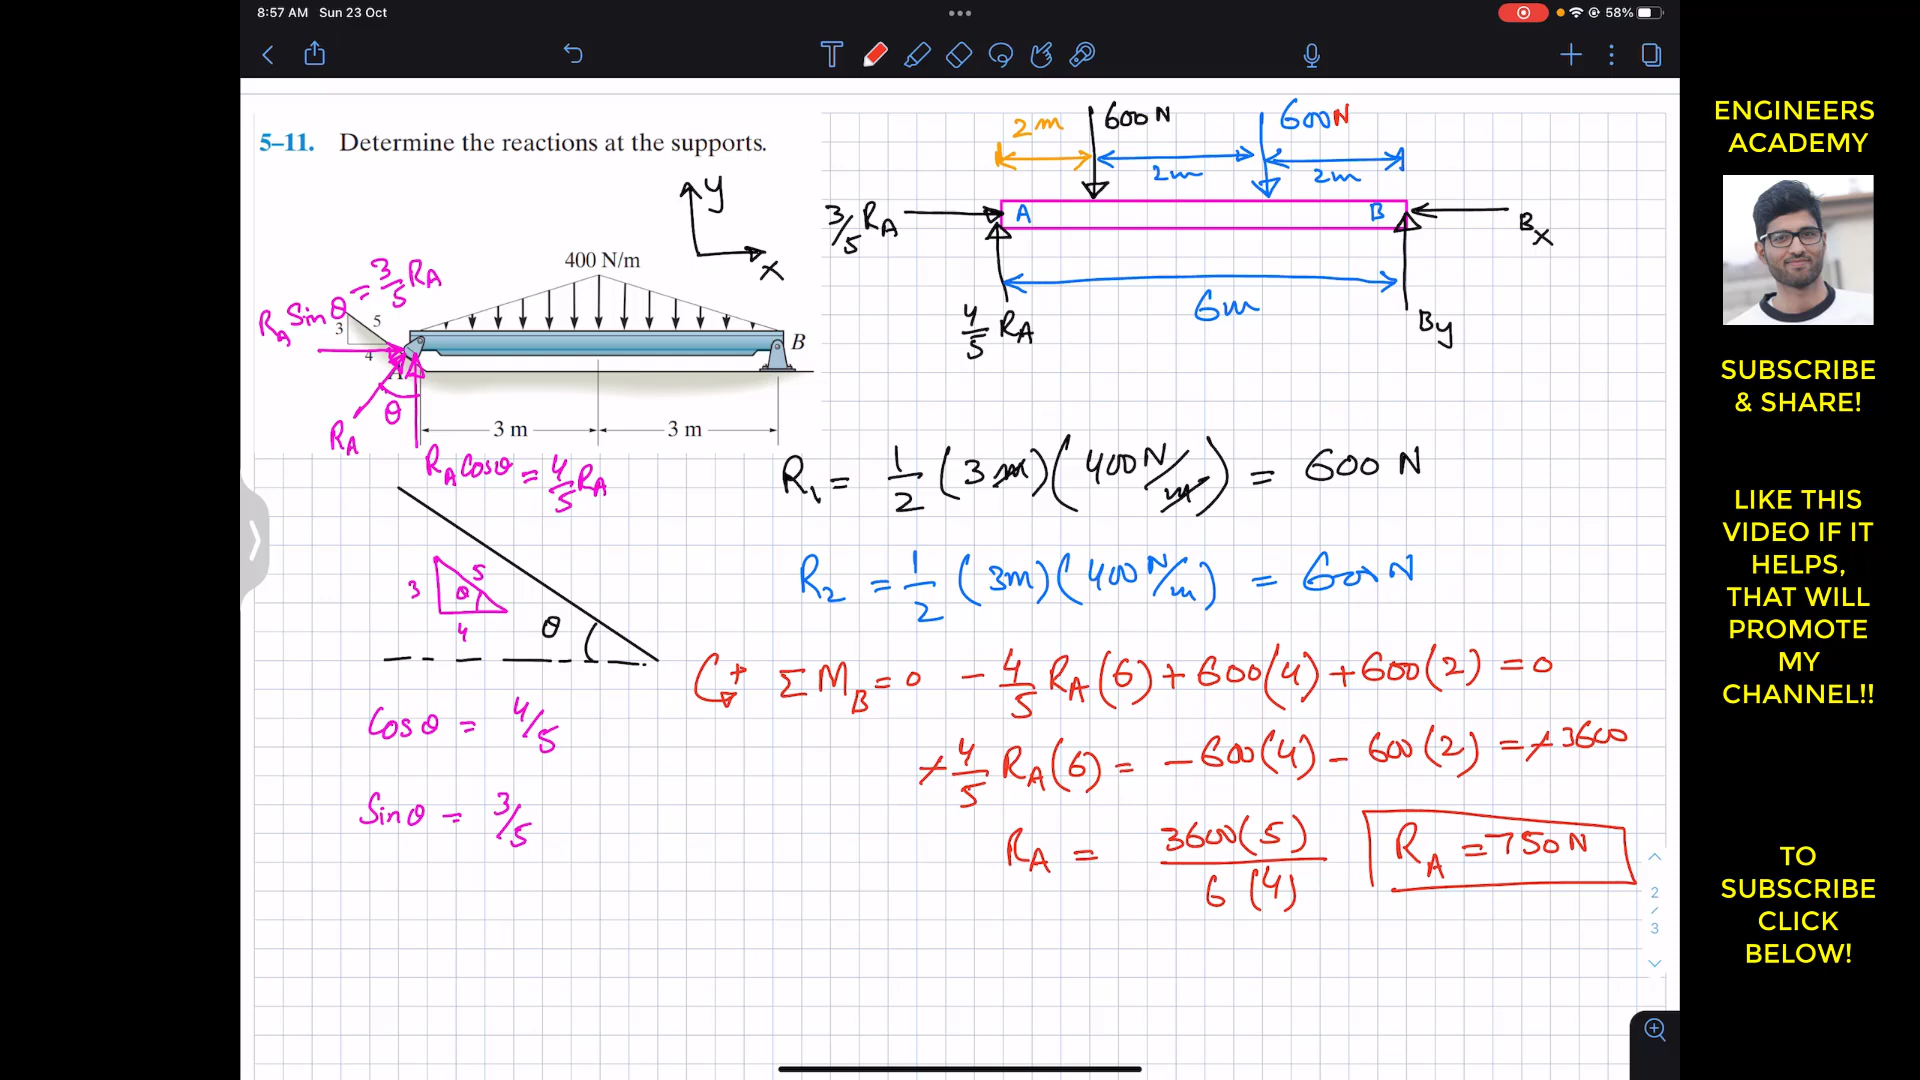 8:57 AM Sun 23 Oct
58%
5–11. Determine the reactions at the supports.
y
x
400 N/m
R_A Sinθ = 3/5 R_A
3
5
4
A
B
θ
R_A
3 m
3 m
R_A Cosθ = 4/5 R_A
3
5
θ
4
θ
Cosθ = 4/5
Sinθ = 3/5
2m
600 N
600N
2m
2m
3/5 R_A
A
B
B_x
6m
4/5 R_A
B_y
R_1 = 1/2 (3m)(400 N/m) = 600 N
R_2 = 1/2 (3m)(400 N/m) = 600 N
+ ΣM_B = 0 - 4/5 R_A (6) + 600(4) + 600(2) = 0
- 4/5 R_A (6) = -600(4) - 600(2) = -3600
R_A = 3600(5) / 6(4)
R_A = 750 N
2
/
3
ENGINEERS
ACADEMY
SUBSCRIBE
& SHARE!
LIKE THIS
VIDEO IF IT
HELPS,
THAT WILL
PROMOTE
MY
CHANNEL!!
TO
SUBSCRIBE
CLICK
BELOW!